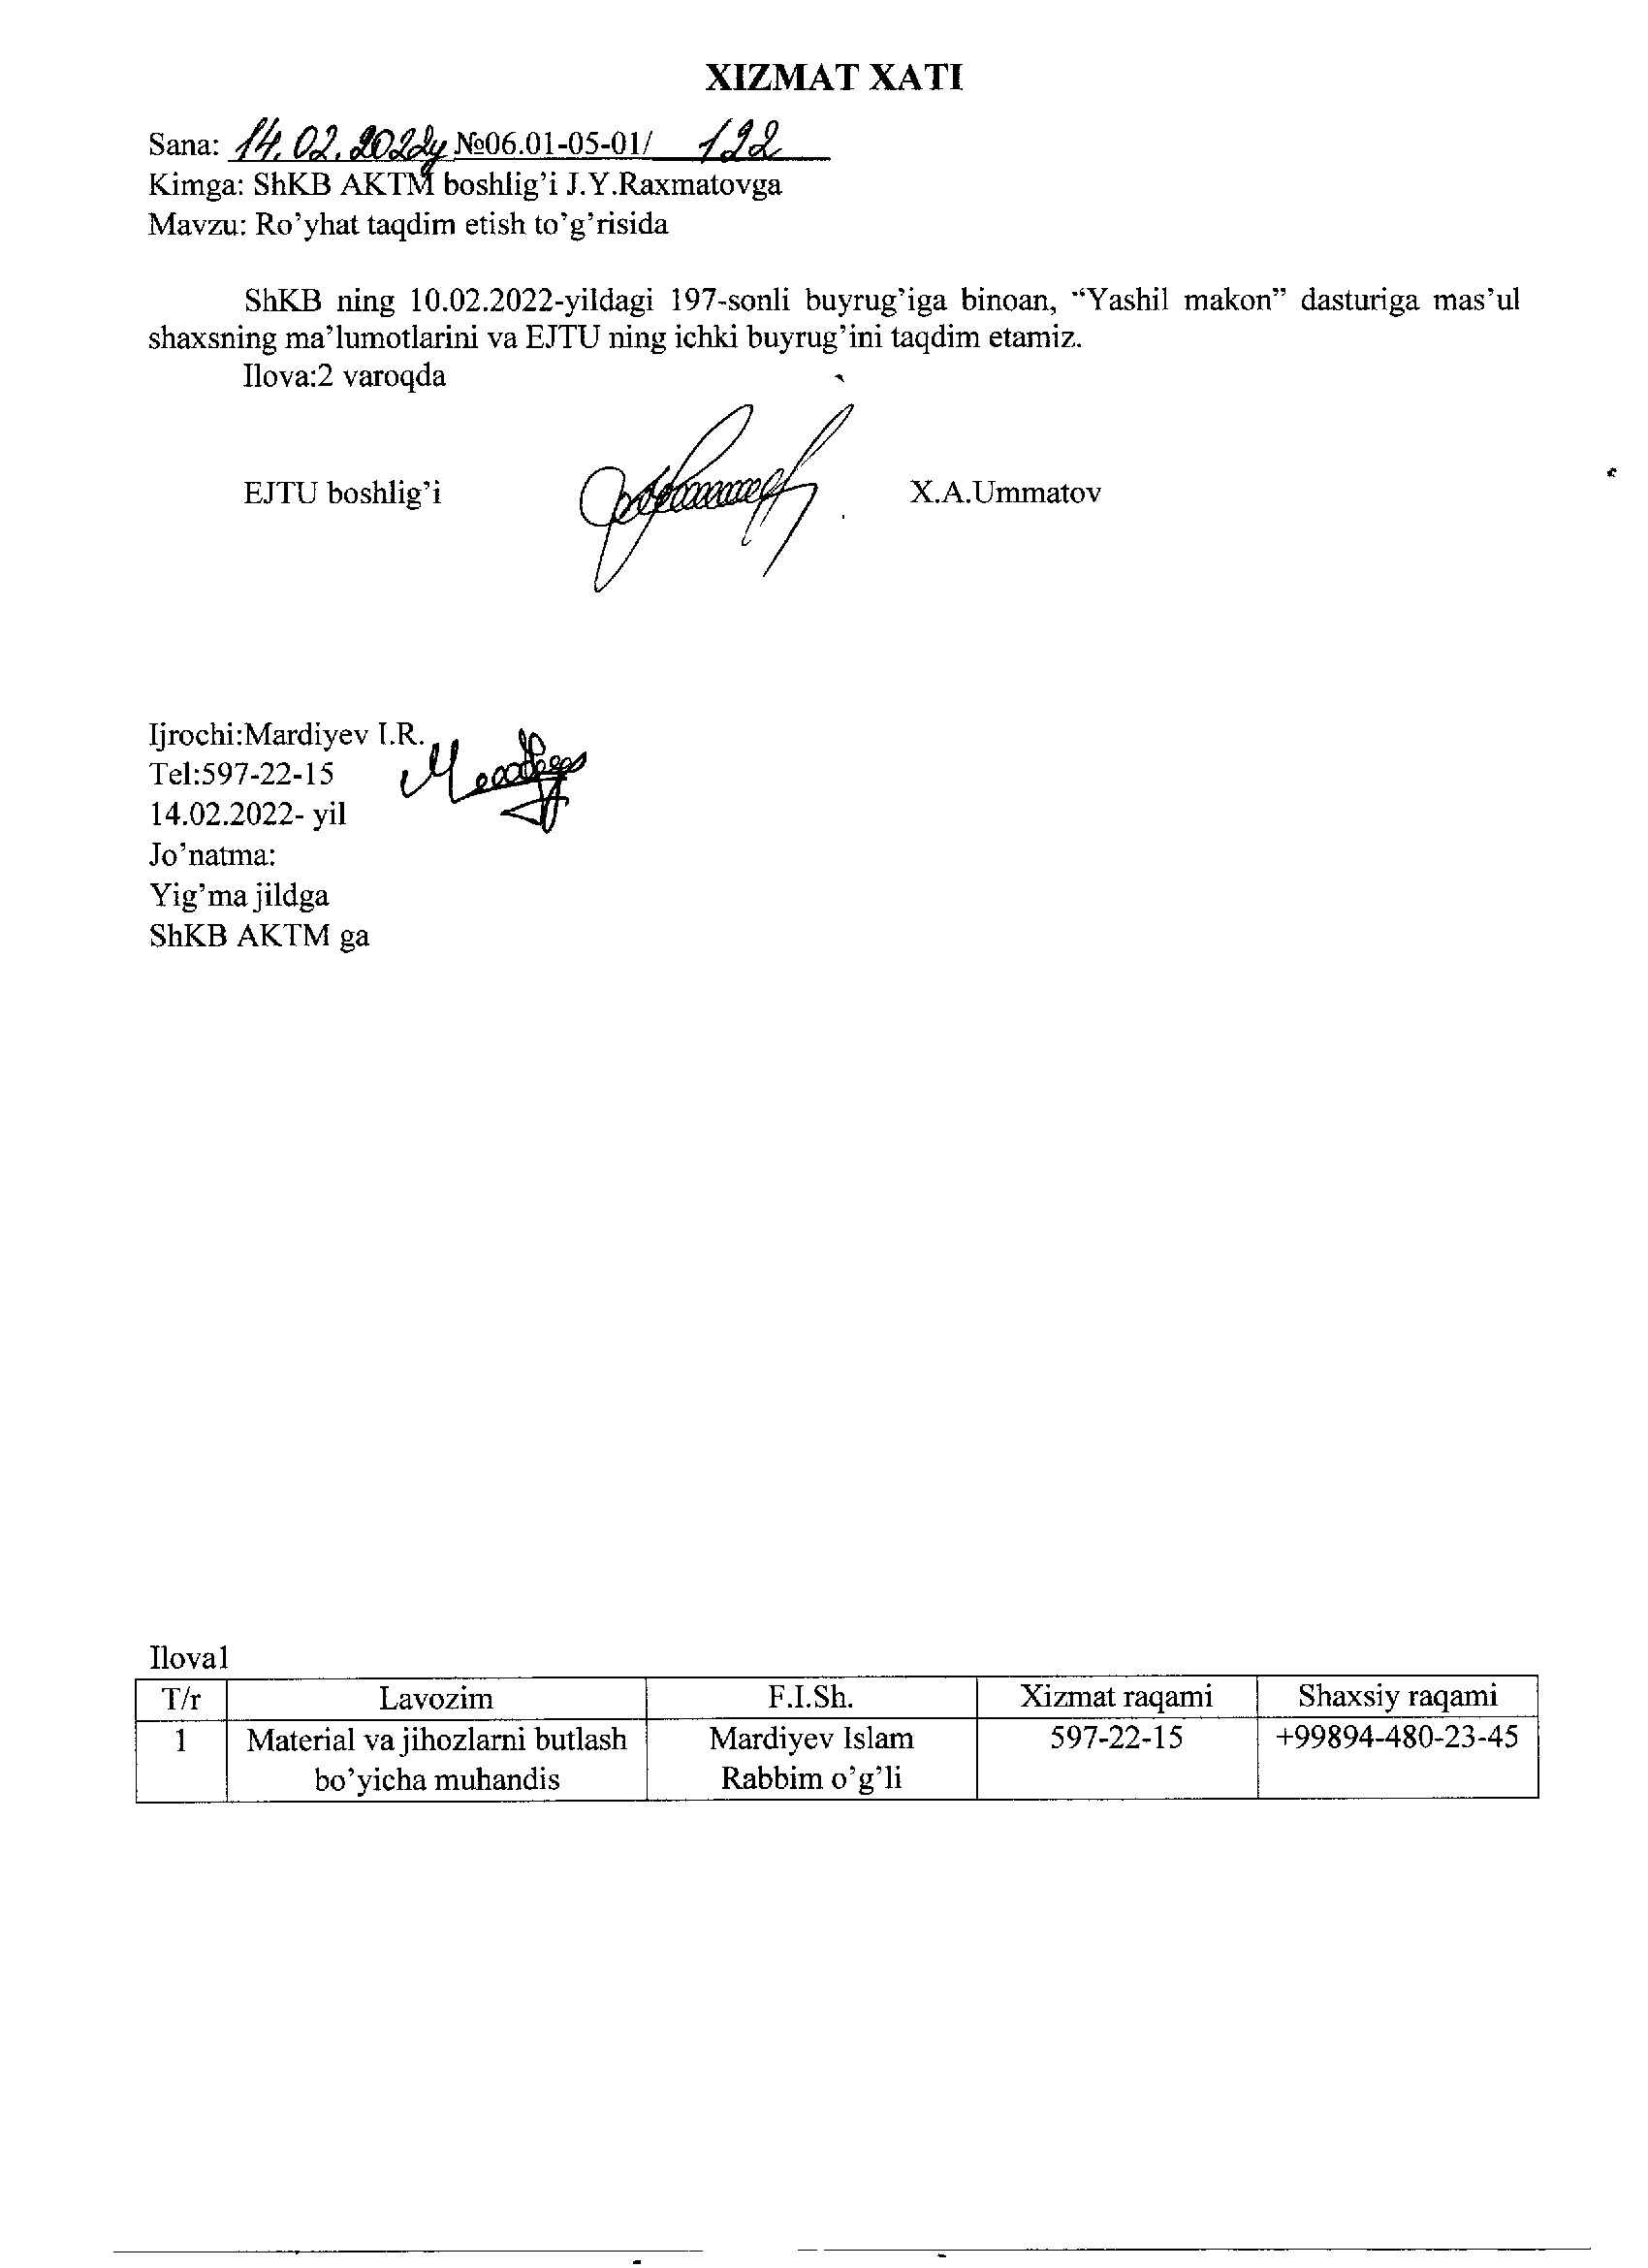 XIZMAT XATI
Sana: 14.02.2022y №06.01-05-01/ 122
Kimga: ShKB AKTM boshlig’i J.Y.Raxmatovga
Mavzu: Ro’yhat taqdim etish to’g’risida
ShKB ning 10.02.2022-yildagi 197-sonli buyrug’iga binoan, “Yashil makon” dasturiga mas’ul
shaxsning ma’lumotlarini va EJTU ning ichki buyrug’ini taqdim etamiz.
Ilova:2 varoqda
EJTU boshlig’i X.A.Ummatov
Ijrochi:Mardiyev I.R.
Tel:597-22-15
14.02.2022- yil
Jo’natma:
Yig’ma jildga
ShKB AKTM ga
Ilova1
T/r Lavozim F.I.Sh. Xizmat raqami Shaxsiy raqami
1 Material va jihozlarni butlash Mardiyev Islam 597-22-15 +99894-480-23-45
bo’yicha muhandis Rabbim o’g’li